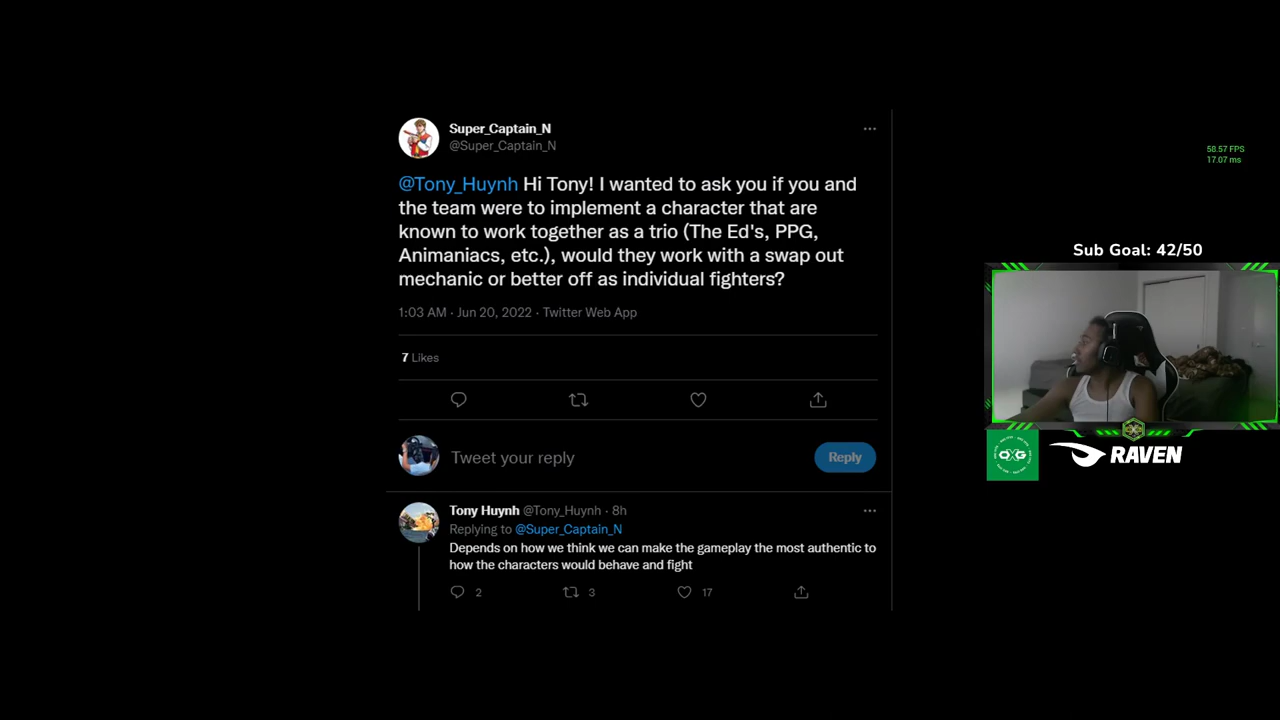 Super_Captain_N
@Super_Captain_N
@Tony_Huynh Hi Tony! I wanted to ask you if you and
the team were to implement a character that are
known to work together as a trio (The Ed's, PPG,
Animaniacs, etc.), would they work with a swap out
mechanic or better off as individual fighters?
1:03 AM · Jun 20, 2022 · Twitter Web App
7 Likes
Tweet your reply
Reply
Tony Huynh @Tony_Huynh · 8h
Replying to @Super_Captain_N
Depends on how we think we can make the gameplay the most authentic to
how the characters would behave and fight
2 3 17
58.57 FPS
17.07 ms
Sub Goal: 42/50
OXG
RAVEN